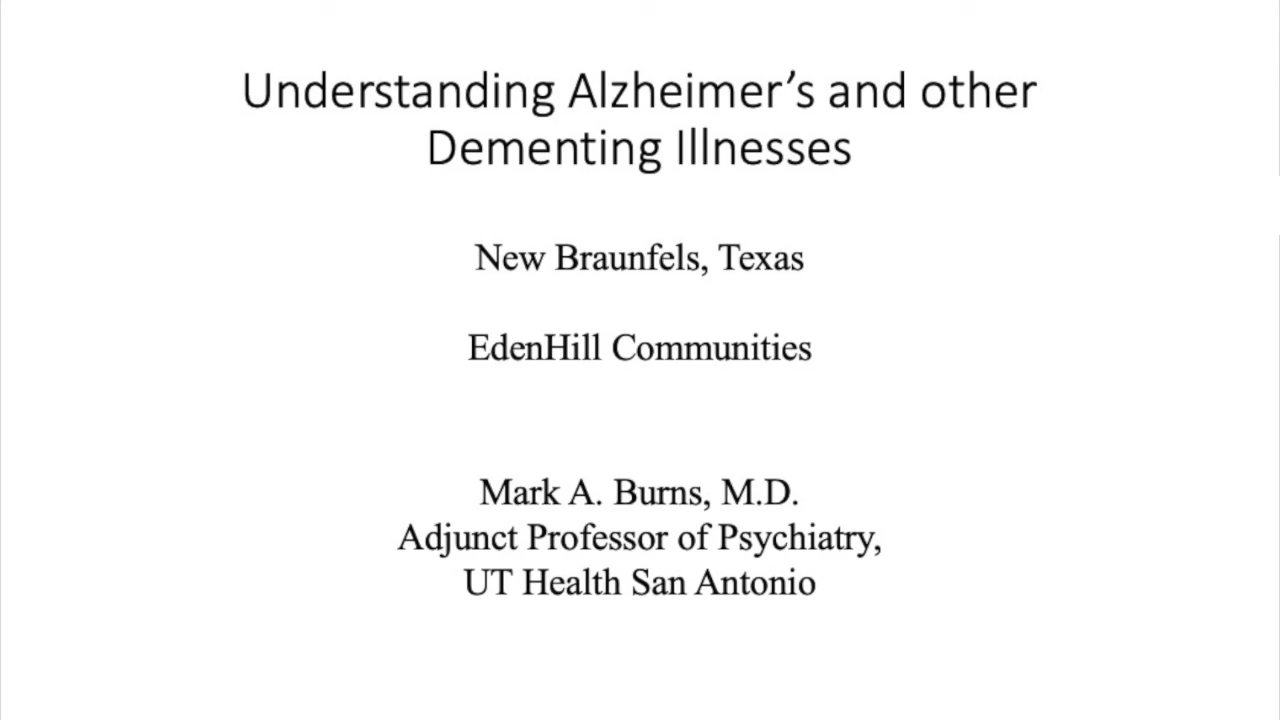 Understanding Alzheimer’s and other
Dementing Illnesses
New Braunfels, Texas
EdenHill Communities
Mark A. Burns, M.D.
Adjunct Professor of Psychiatry,
UT Health San Antonio